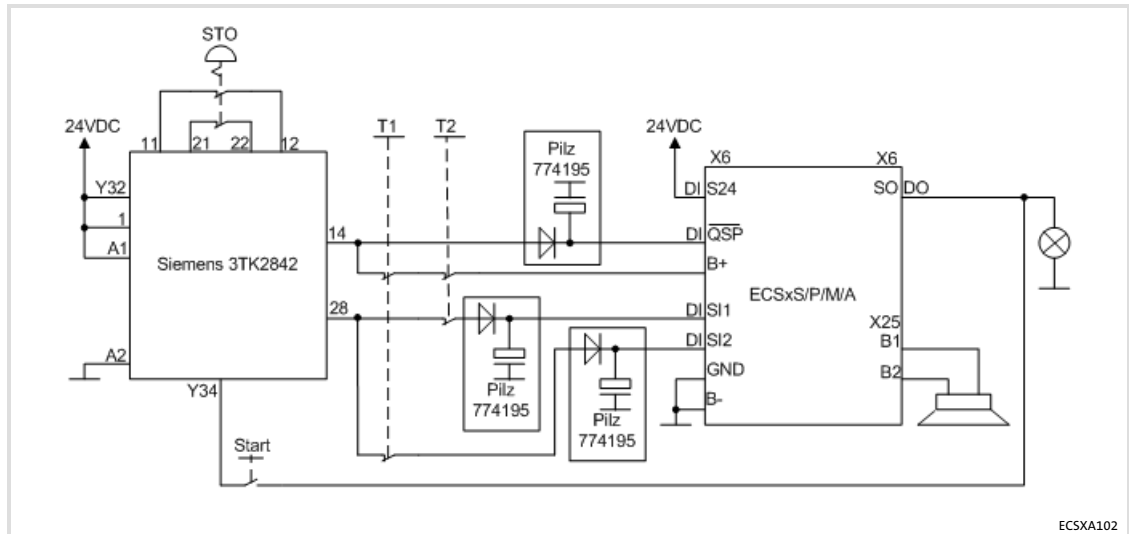 STO
24VDC
11
21
22
12
Y32
1
A1
Siemens 3TK2842
14
28
A2
Y34
Start
T1
T2
Pilz
774195
Pilz
774195
Pilz
774195
24VDC
X6
X6
DI S24
SO DO
DI QSP
B+
ECSxS/P/M/A
DI SI1
DI SI2
X25
B1
GND
B2
B-
ECSXA102